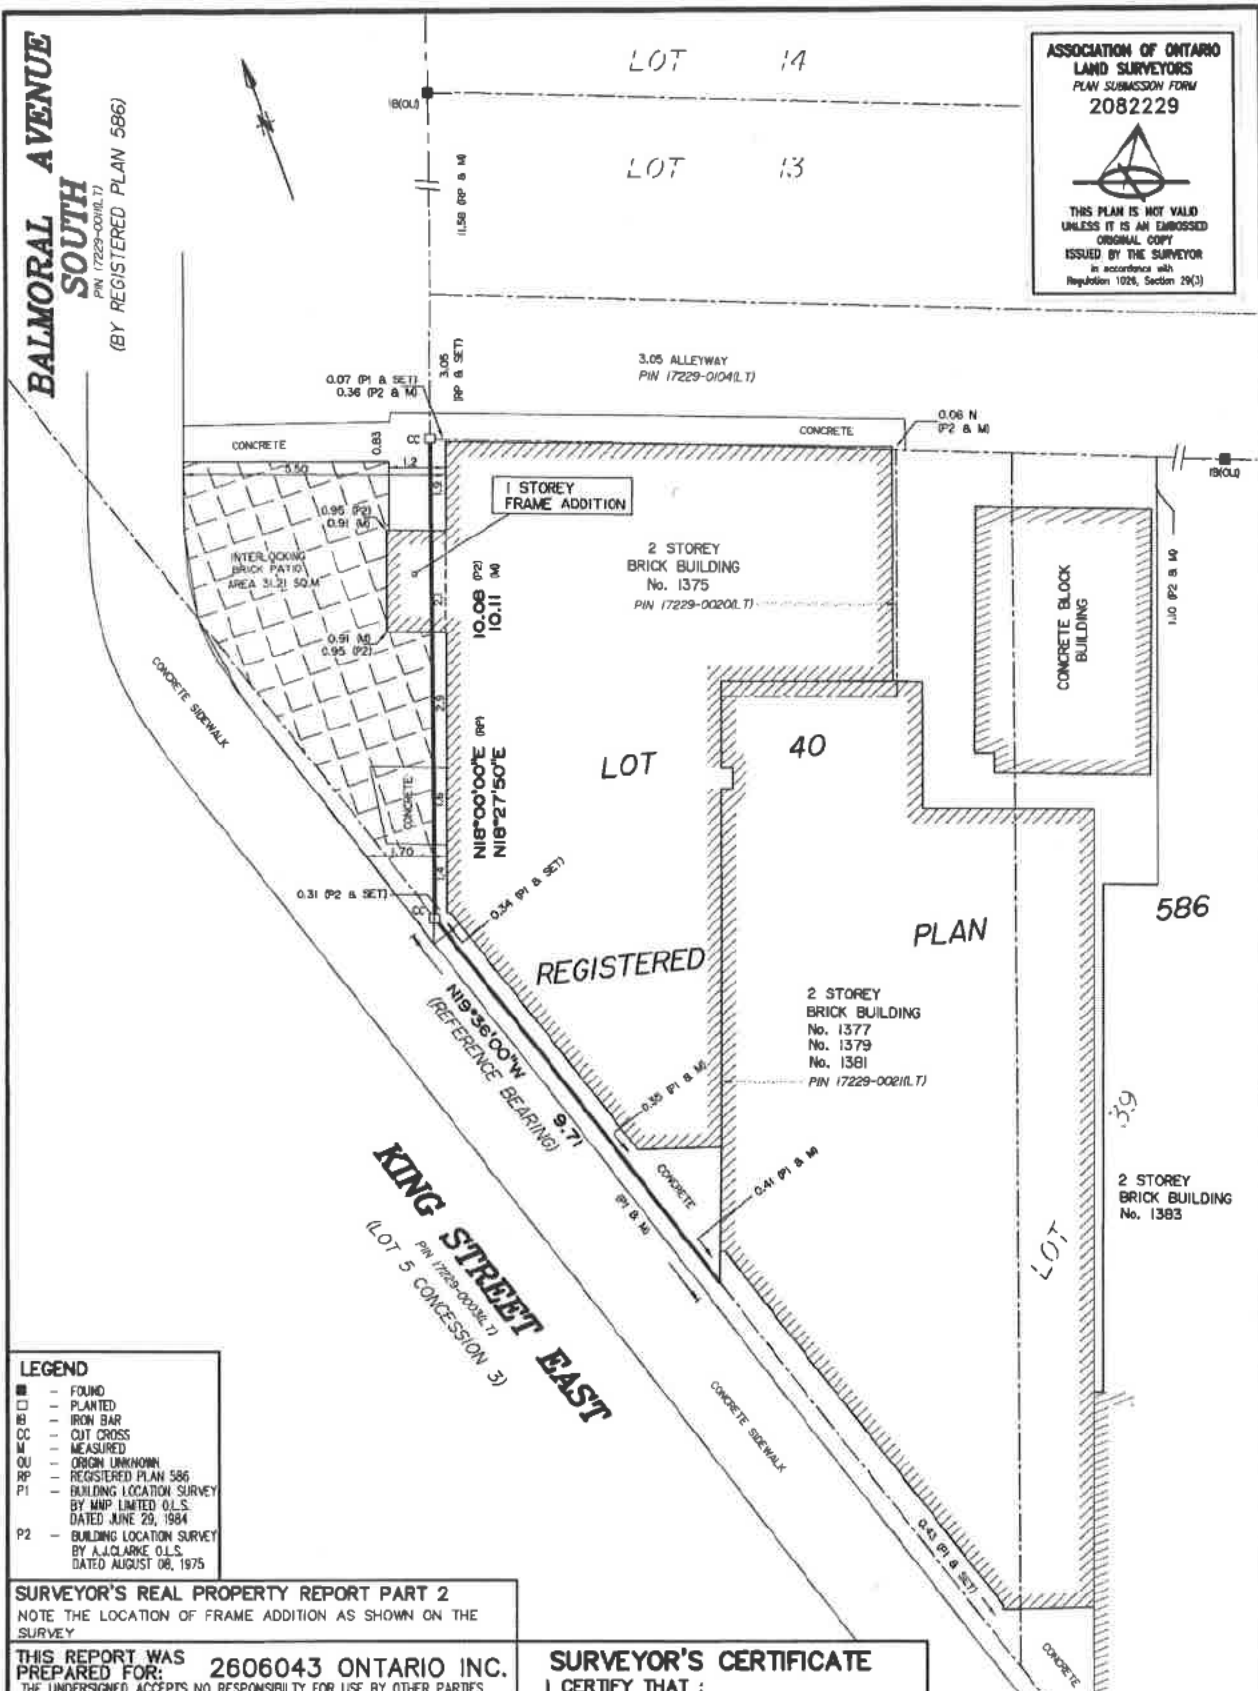 BALMORAL AVENUE
SOUTH
PIN 17229-0011(LT)
(BY REGISTERED PLAN 586)
LOT 14
IB(OU)
LOT 13
11.58 (RP & M)
ASSOCIATION OF ONTARIO
LAND SURVEYORS
PLAN SUBMISSION FORM
2082229
THIS PLAN IS NOT VALID
UNLESS IT IS AN EMBOSSED
ORIGINAL COPY
ISSUED BY THE SURVEYOR
in accordance with
Regulation 1026, Section 29(3)
3.05
(RP & SET)
3.05 ALLEYWAY
PIN 17229-0104(LT)
0.07 (P1 & SET)
0.36 (P2 & M)
0.06 N
(P2 & M)
CONCRETE
0.83
CC
CONCRETE
IB(OU)
5.50
1.2
1.9
1 STOREY
FRAME ADDITION
0.95 (P2)
0.91 (M)
INTERLOCKING
BRICK PATIO
AREA 31.21 SQ.M
2.1
10.08 (P2)
10.11 (M)
2 STOREY
BRICK BUILDING
No. 1375
PIN 17229-0020(LT)
CONCRETE BLOCK
BUILDING
1.10 (P2 & M)
0.91 (M)
0.95 (P2)
CONCRETE SIDEWALK
2.9
N18°00'00"E (RP)
N18°27'50"E
LOT
40
CONCRETE
1.6
1.70
1.4
0.31 (P2 & SET)
CC
0.34 (P1 & SET)
REGISTERED
PLAN
586
N19°36'00"W
(REFERENCE BEARING)
9.71
(P1 & M)
2 STOREY
BRICK BUILDING
No. 1377
No. 1379
No. 1381
PIN 17229-0021(LT)
0.35 (P1 & M)
CONCRETE
0.41 (P1 & M)
39
LOT
2 STOREY
BRICK BUILDING
No. 1383
KING STREET EAST
PIN 17229-0003(LT)
(LOT 5 CONCESSION 3)
CONCRETE SIDEWALK
0.43 (P1 & SET)
CONCRETE
LEGEND
■ – FOUND
□ – PLANTED
IB – IRON BAR
CC – CUT CROSS
M – MEASURED
OU – ORIGIN UNKNOWN
RP – REGISTERED PLAN 586
P1 – BUILDING LOCATION SURVEY
BY MMP LIMITED O.L.S.
DATED JUNE 29, 1984
P2 – BUILDING LOCATION SURVEY
BY A.J.CLARKE O.L.S.
DATED AUGUST 08, 1975
SURVEYOR'S REAL PROPERTY REPORT PART 2
NOTE THE LOCATION OF FRAME ADDITION AS SHOWN ON THE
SURVEY
THIS REPORT WAS
PREPARED FOR: 2606043 ONTARIO INC.
THE UNDERSIGNED ACCEPTS NO RESPONSIBILTY FOR USE BY OTHER PARTIES
SURVEYOR'S CERTIFICATE
I CERTIFY THAT :